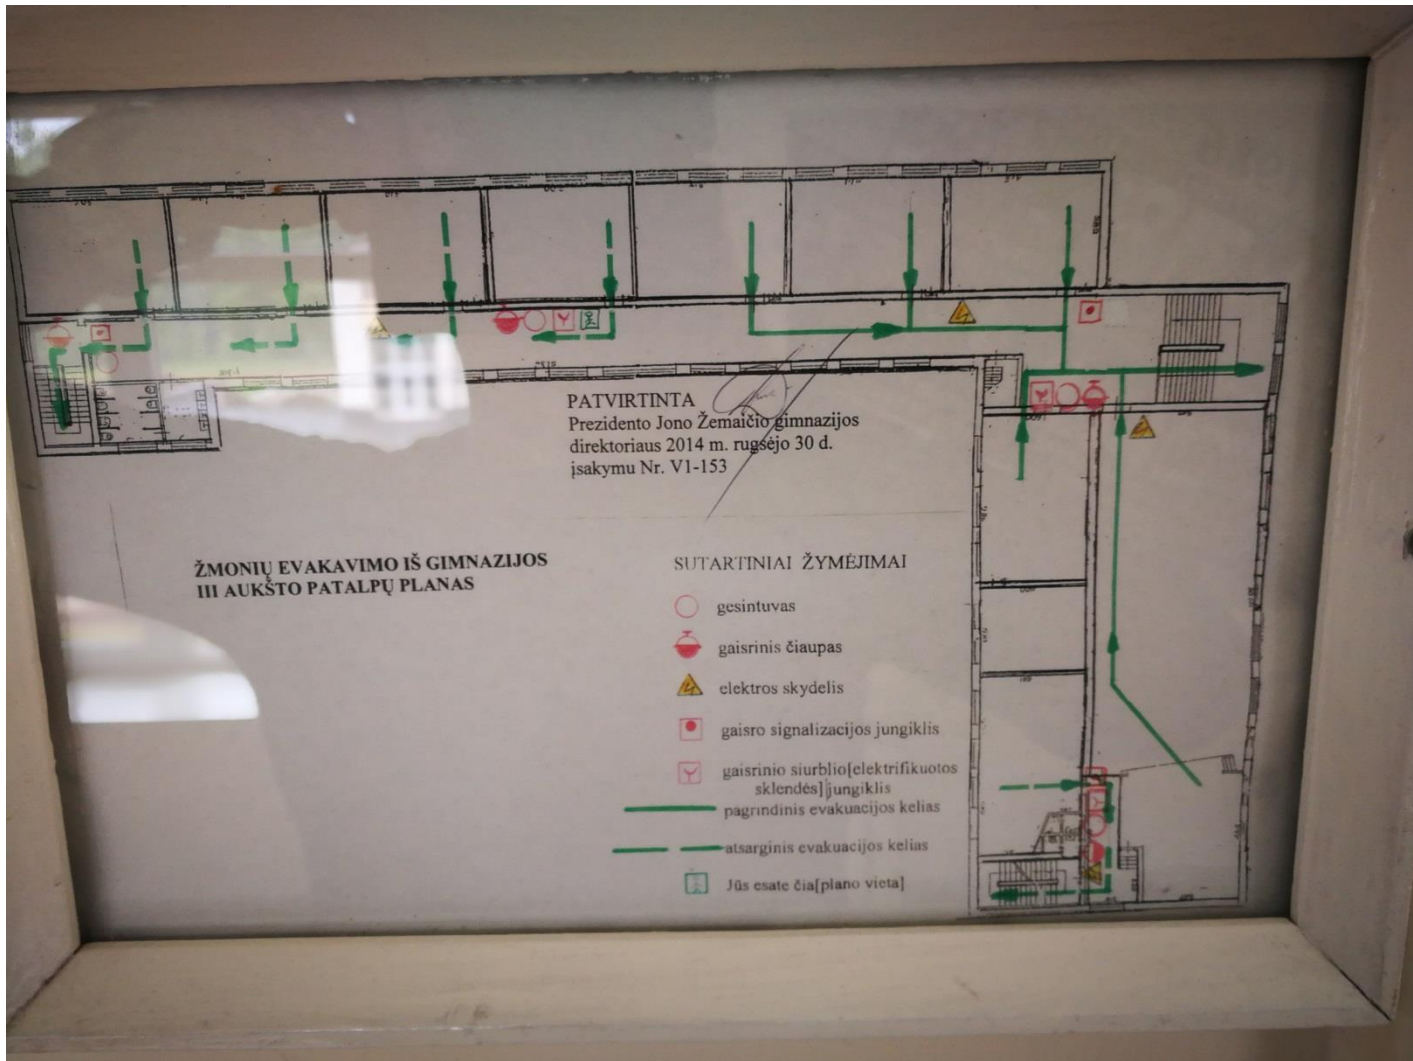 PATVIRTINTA
Prezidento Jono Žemaičio gimnazijos
direktoriaus 2014 m. rugsėjo 30 d.
įsakymu Nr. V1-153
ŽMONIŲ EVAKAVIMO IŠ GIMNAZIJOS
III AUKŠTO PATALPŲ PLANAS
SUTARTINIAI ŽYMĖJIMAI
gesintuvas
gaisrinis čiaupas
elektros skydelis
gaisro signalizacijos jungiklis
gaisrinio siurblio[elektrifikuotos
sklendės] jungiklis
pagrindinis evakuacijos kelias
atsarginis evakuacijos kelias
Jūs esate čia[plano vieta]